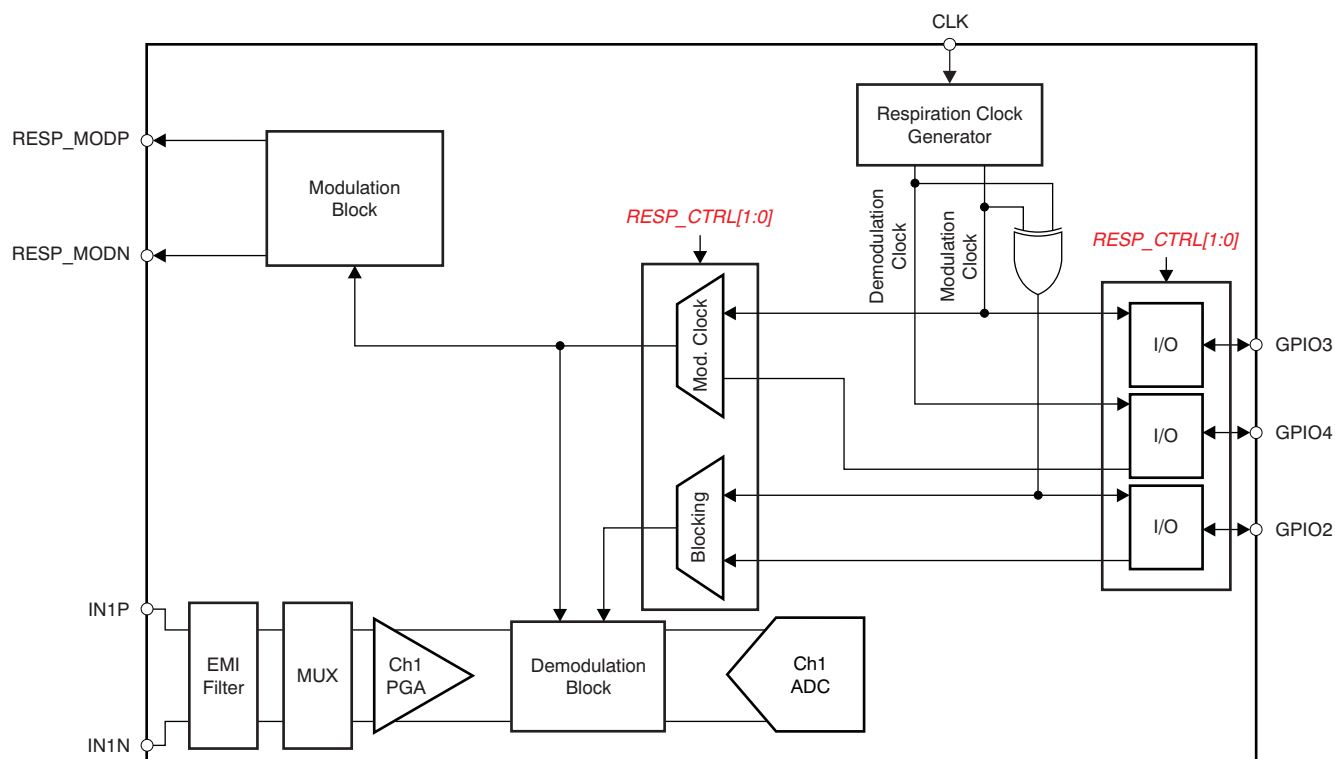 CLK
Respiration Clock
Generator
RESP_MODP
Modulation
Block
RESP_MODN
Demodulation
Clock
Modulation
Clock
RESP_CTRL[1:0]
RESP_CTRL[1:0]
Mod. Clock
I/O
GPIO3
I/O
GPIO4
Blocking
I/O
GPIO2
IN1P
EMI
Filter
MUX
Ch1
PGA
Demodulation
Block
Ch1
ADC
IN1N